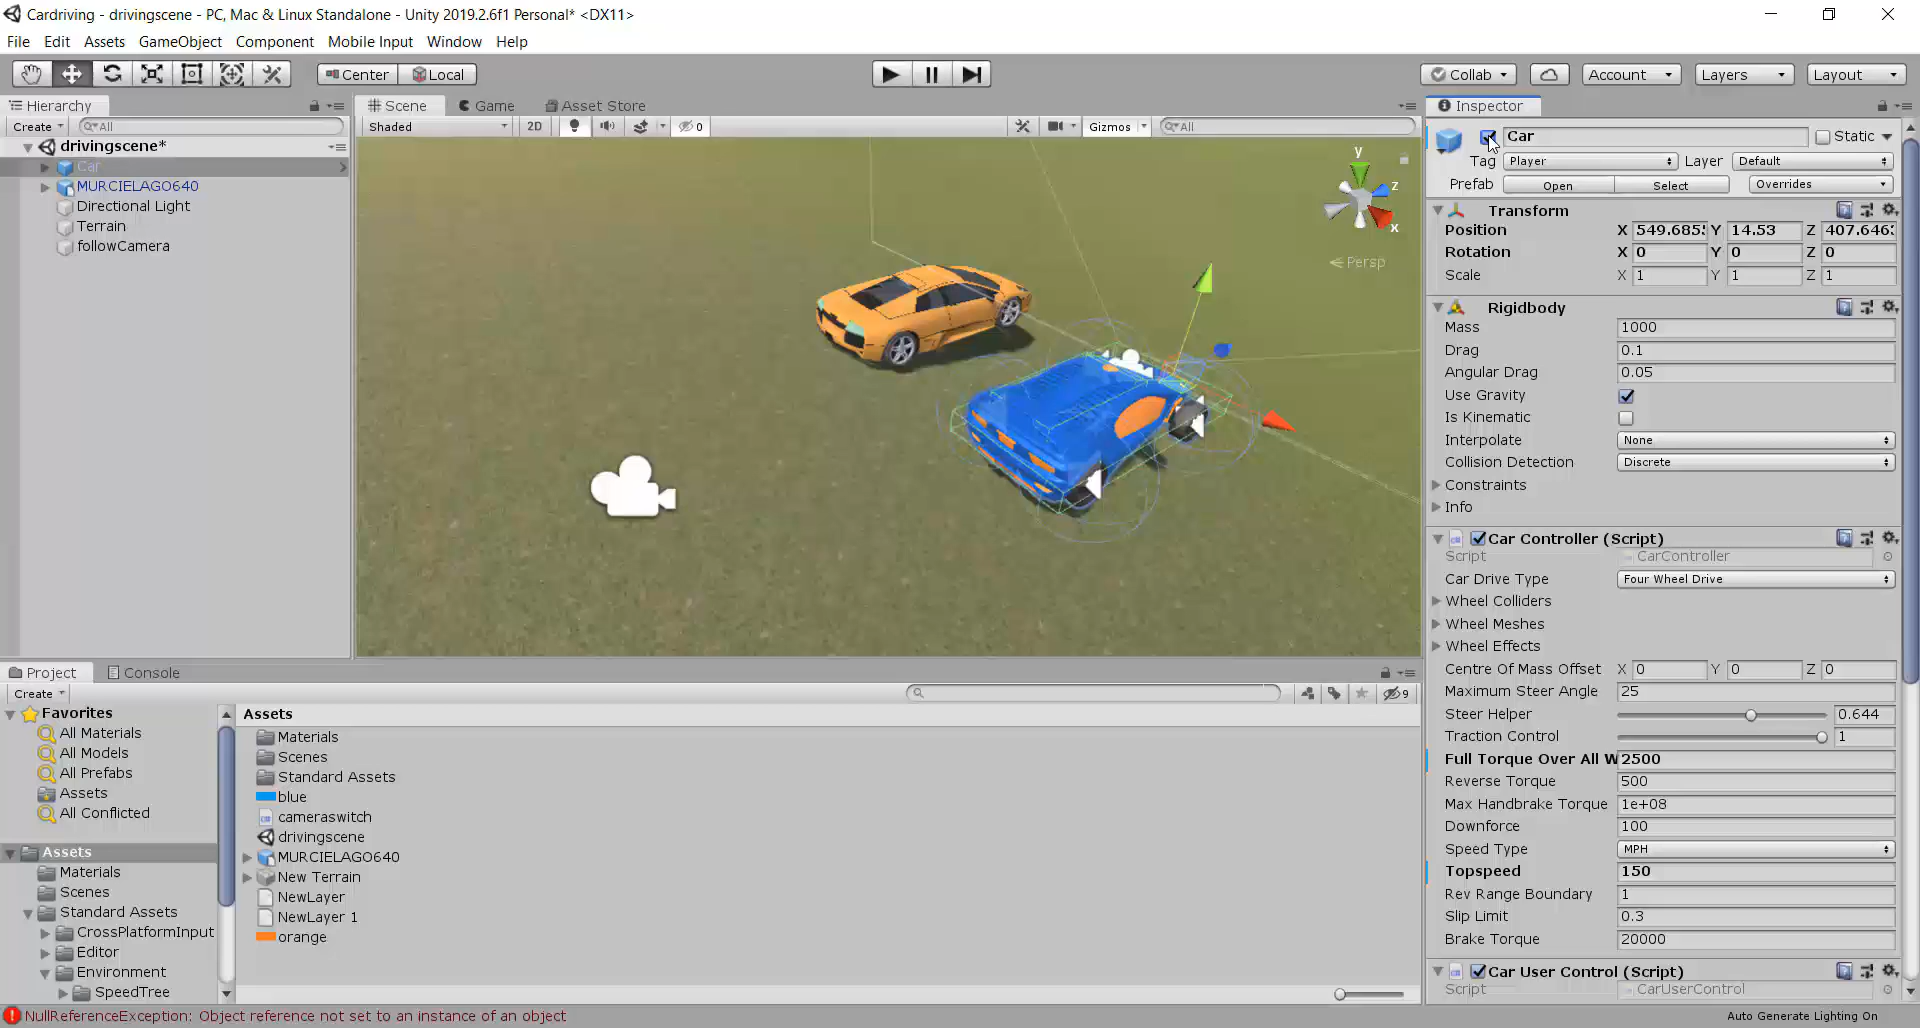 Cardriving - drivingscene - PC, Mac & Linux Standalone - Unity 2019.2.6f1 Personal* <DX11>
File Edit Assets GameObject Component Mobile Input Window Help
Center Local Collab Account Layers Layout
Hierarchy
Create All
drivingscene*
Car
MURCIELAGO640
Directional Light
Terrain
followCamera
Scene Game Asset Store
Shaded 2D 0 Gizmos All
y
z
x
Persp
Inspector
Car Static
Tag Player Layer Default
Prefab Open Select Overrides
Transform
Position X 549.685 Y 14.53 Z 407.646
Rotation X 0 Y 0 Z 0
Scale X 1 Y 1 Z 1
Rigidbody
Mass 1000
Drag 0.1
Angular Drag 0.05
Use Gravity
Is Kinematic
Interpolate None
Collision Detection Discrete
Constraints
Info
Car Controller (Script)
Script CarController
Car Drive Type Four Wheel Drive
Wheel Colliders
Wheel Meshes
Wheel Effects
Centre Of Mass Offset X 0 Y 0 Z 0
Maximum Steer Angle 25
Steer Helper 0.644
Traction Control 1
Full Torque Over All W 2500
Reverse Torque 500
Max Handbrake Torque 1e+08
Downforce 100
Speed Type MPH
Topspeed 150
Rev Range Boundary 1
Slip Limit 0.3
Brake Torque 20000
Car User Control (Script)
Script CarUserControl
Project Console
Create 9
Favorites
All Materials
All Models
All Prefabs
Assets
All Conflicted
Assets
Materials
Scenes
Standard Assets
CrossPlatformInput
Editor
Environment
SpeedTree
Assets
Materials
Scenes
Standard Assets
blue
cameraswitch
drivingscene
MURCIELAGO640
New Terrain
NewLayer
NewLayer 1
orange
NullReferenceException: Object reference not set to an instance of an object
Auto Generate Lighting On